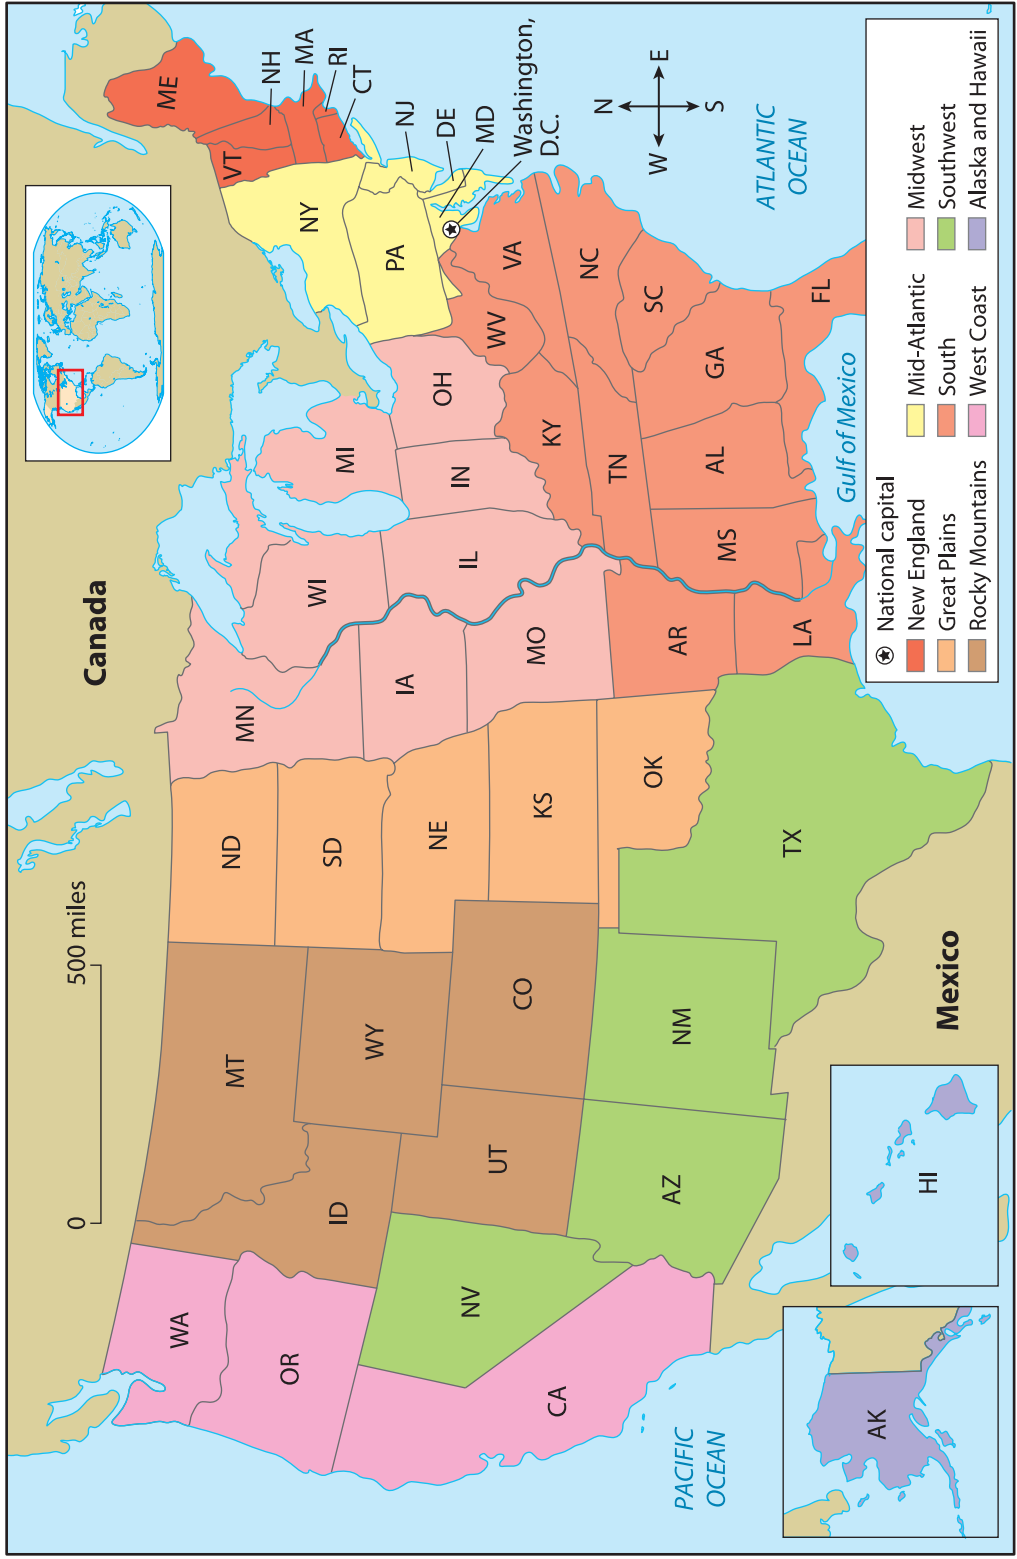 Canada
0
500 miles
WA
OR
CA
NV
ID
MT
WY
UT
CO
AZ
NM
ND
SD
NE
KS
OK
TX
MN
IA
MO
WI
IL
MI
IN
OH
AR
LA
MS
AL
GA
FL
SC
NC
TN
KY
WV
VA
PA
NY
VT
ME
NH
MA
RI
CT
NJ
DE
MD
Washington,
D.C.
N
W
E
S
ATLANTIC
OCEAN
PACIFIC
OCEAN
Gulf of Mexico
Mexico
AK
HI
National capital
New England
Mid-Atlantic
Midwest
Great Plains
South
Southwest
Rocky Mountains
West Coast
Alaska and Hawaii